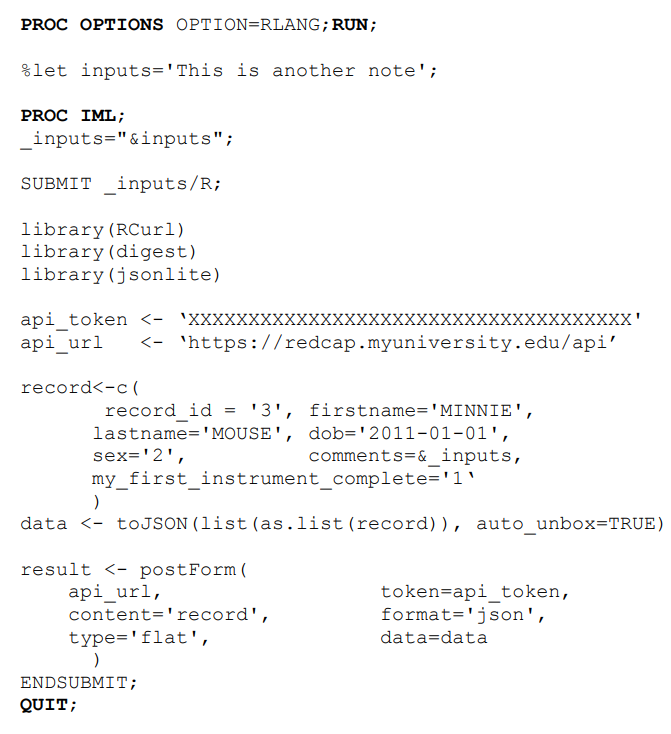 PROC OPTIONS OPTION=RLANG;RUN;
%let inputs='This is another note';
PROC IML;
_inputs="&inputs";
SUBMIT _inputs/R;
library(RCurl)
library(digest)
library(jsonlite)
api_token <- ‘XXXXXXXXXXXXXXXXXXXXXXXXXXXXXXXXXXXXX'
api_url   <- ‘https://redcap.myuniversity.edu/api’
record<-c(
       record_id = '3', firstname='MINNIE',
      lastname='MOUSE', dob='2011-01-01',
      sex='2',          comments=&_inputs,
      my_first_instrument_complete='1‘
      )
data <- toJSON(list(as.list(record)), auto_unbox=TRUE)
result <- postForm(
    api_url,                  token=api_token,
    content='record',         format='json',
    type='flat',              data=data
      )
ENDSUBMIT;
QUIT;